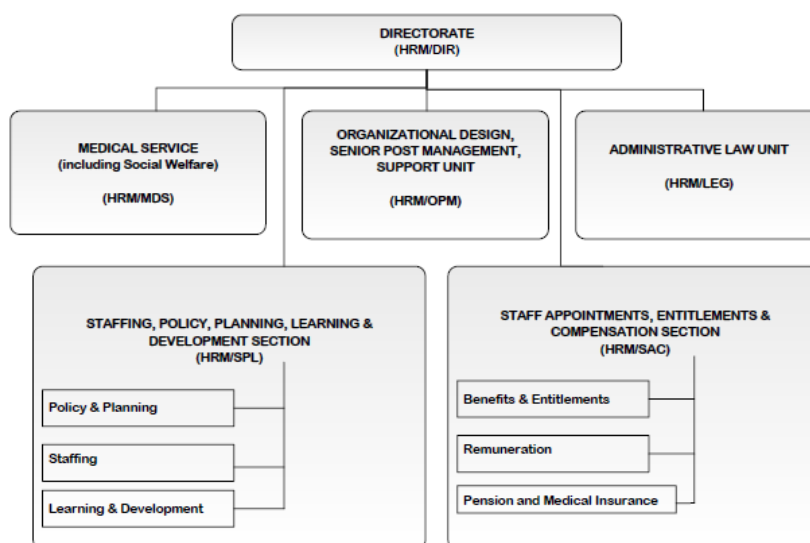 DIRECTORATE
(HRM/DIR)
MEDICAL SERVICE
(including Social Welfare)
(HRM/MDS)
ORGANIZATIONAL DESIGN,
SENIOR POST MANAGEMENT,
SUPPORT UNIT
(HRM/OPM)
ADMINISTRATIVE LAW UNIT
(HRM/LEG)
STAFFING, POLICY, PLANNING, LEARNING &
DEVELOPMENT SECTION
(HRM/SPL)
Policy & Planning
Staffing
Learning & Development
STAFF APPOINTMENTS, ENTITLEMENTS &
COMPENSATION SECTION
(HRM/SAC)
Benefits & Entitlements
Remuneration
Pension and Medical Insurance